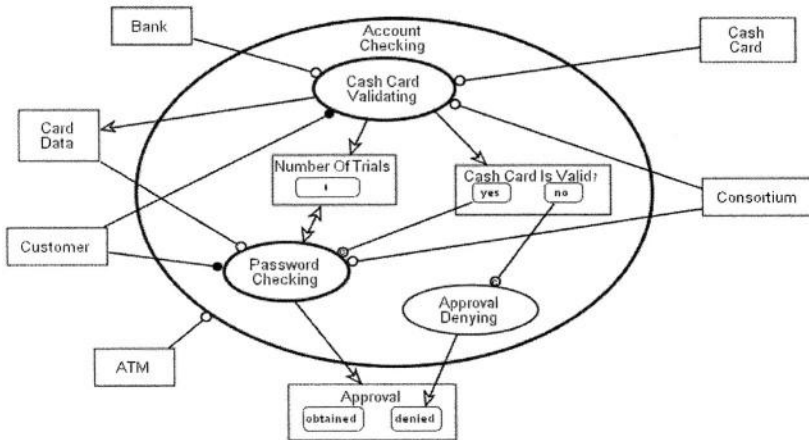 Bank
Account
Checking
Cash
Card
Cash Card
Validating
Card
Data
Number Of Trials
Cash Card Is Valid?
yes
no
Consortium
Customer
Password
Checking
Approval
Denying
ATM
Approval
obtained
denied